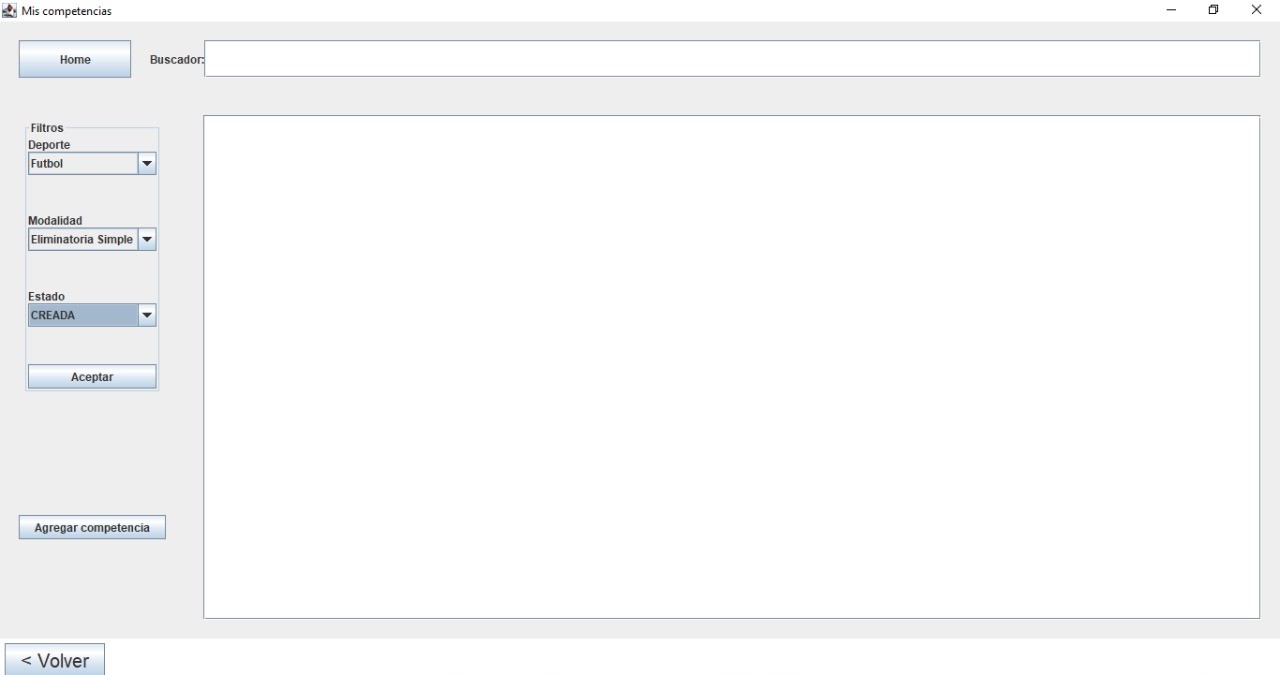 Mis competencias
Home
Buscador:
Filtros
Deporte
Futbol
Modalidad
Eliminatoria Simple
Estado
CREADA
Aceptar
Agregar competencia
< Volver